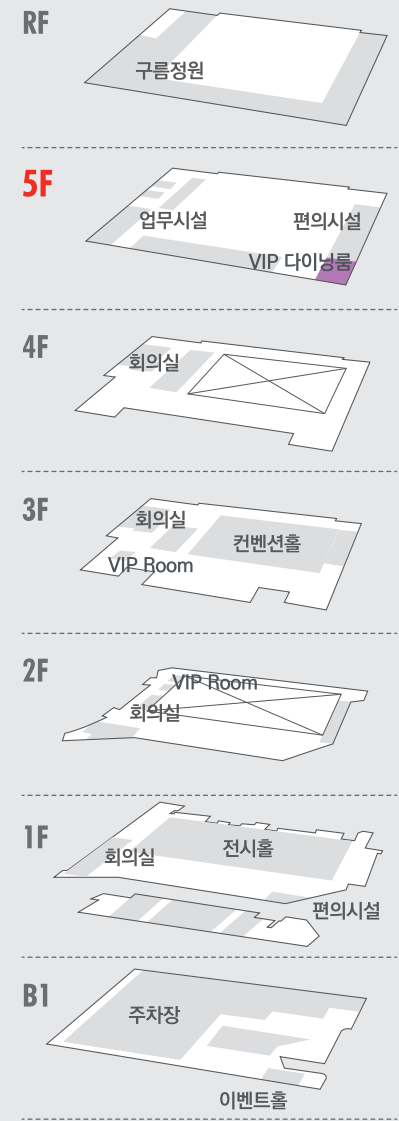 RF
구름정원
5F
업무시설
편의시설
VIP 다이닝룸
4F
회의실
3F
회의실
컨벤션홀
VIP Room
2F
VIP Room
회의실
1F
전시홀
회의실
편의시설
B1
주차장
이벤트홀